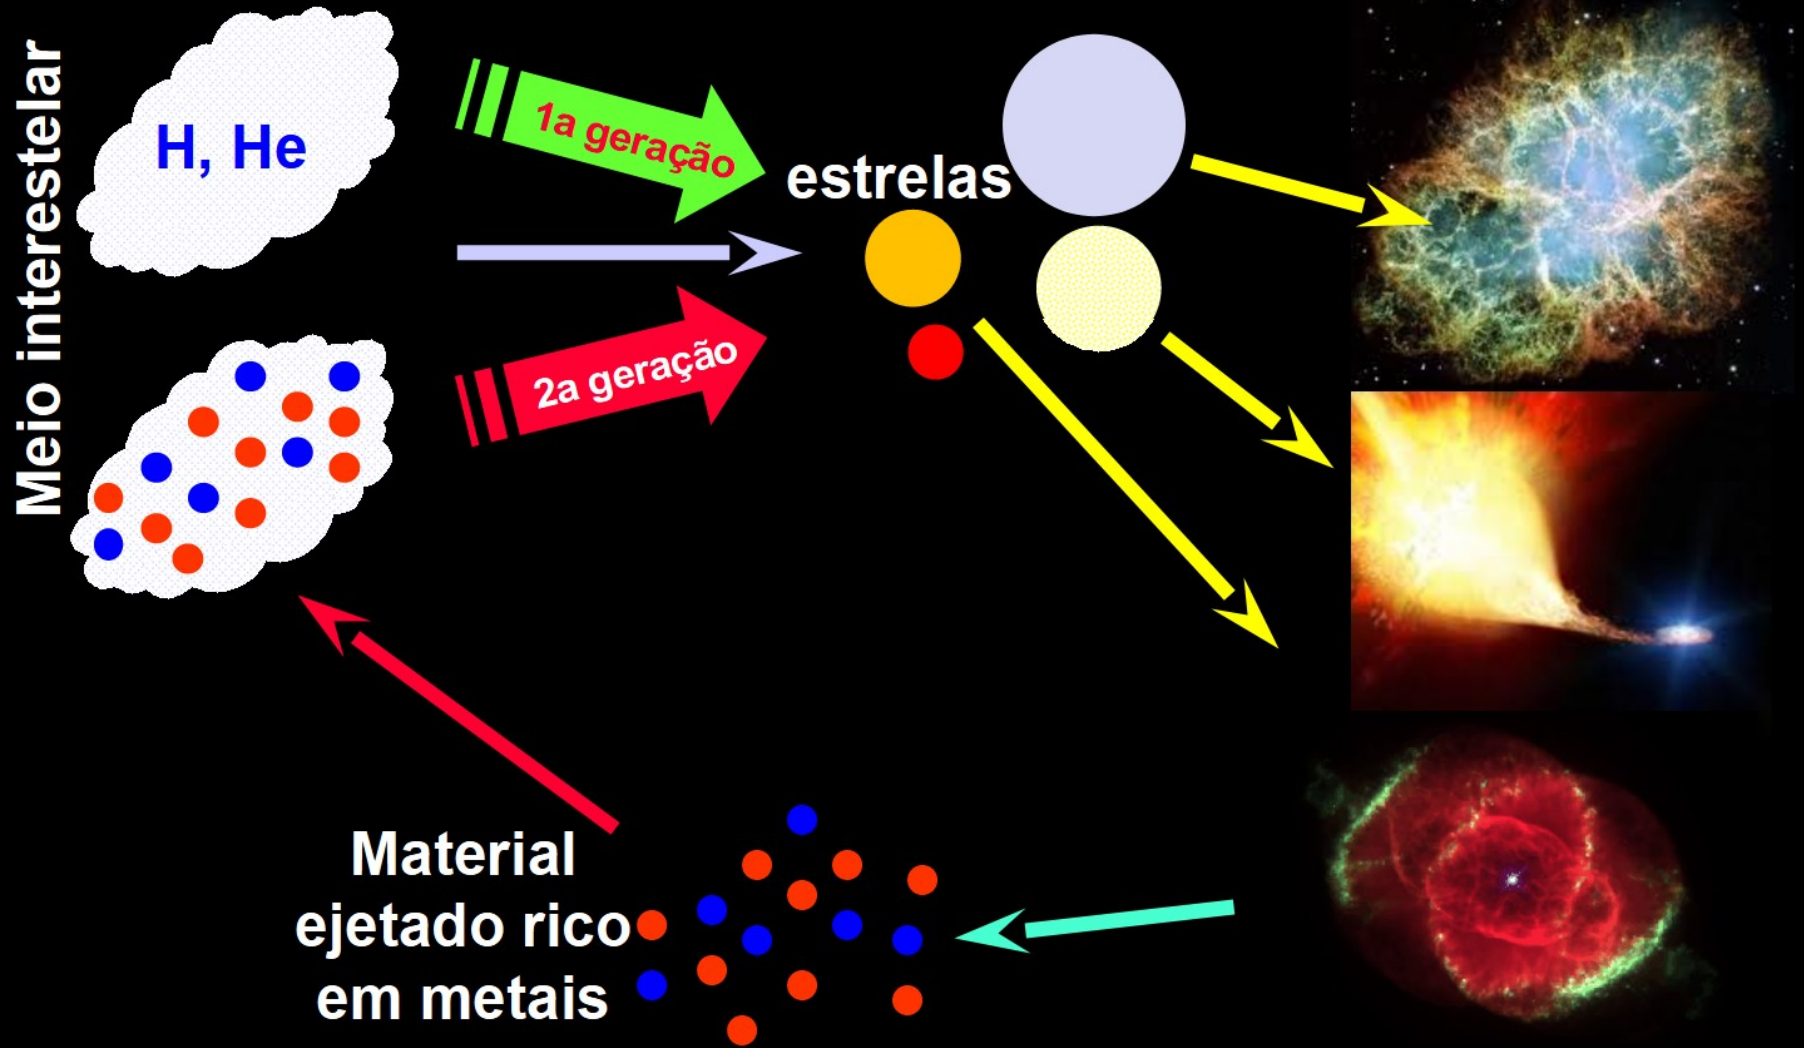 Meio interestelar
H, He
1a geração
estrelas
2a geração
Material
ejetado rico
em metais